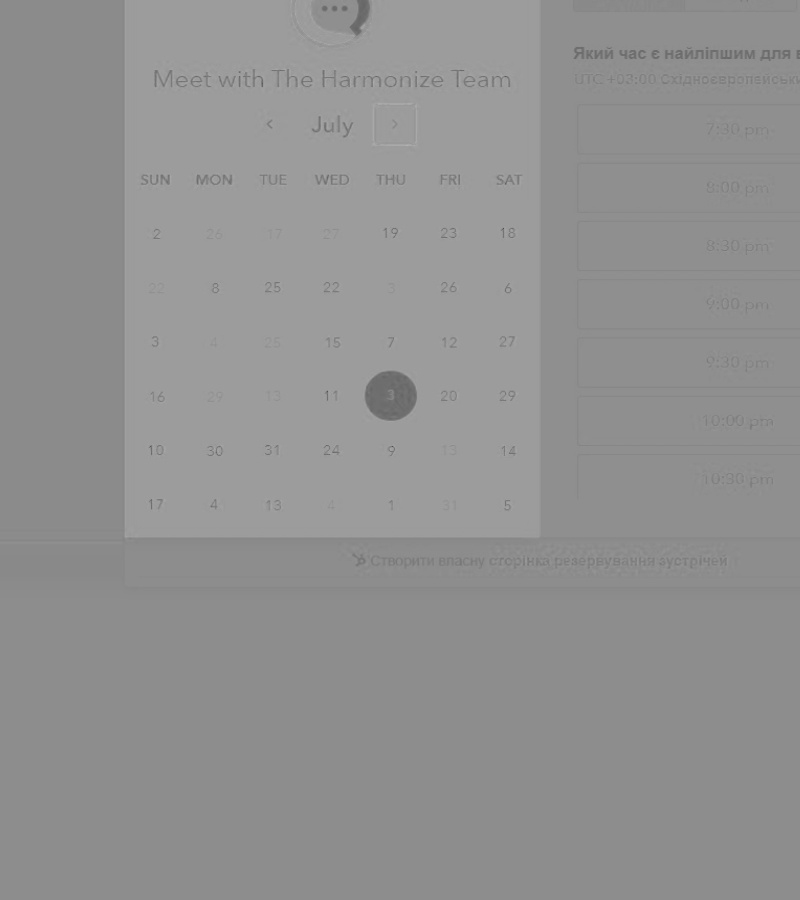 Meet with The Harmonize Team
July
SUN MON TUE WED THU FRI SAT
2 26 17 27 19 23 18
22 8 25 22 3 26 6
3 4 25 15 7 12 27
16 29 13 11 3 20 29
10 30 31 24 9 13 14
17 4 13 4 1 31 5
Який час є найліпшим для
UTC +03:00
7:30 pm
8:00 pm
8:30 pm
9:00 pm
9:30 pm
10:00 pm
10:30 pm
Створити власну сторінка резервування зустрічей